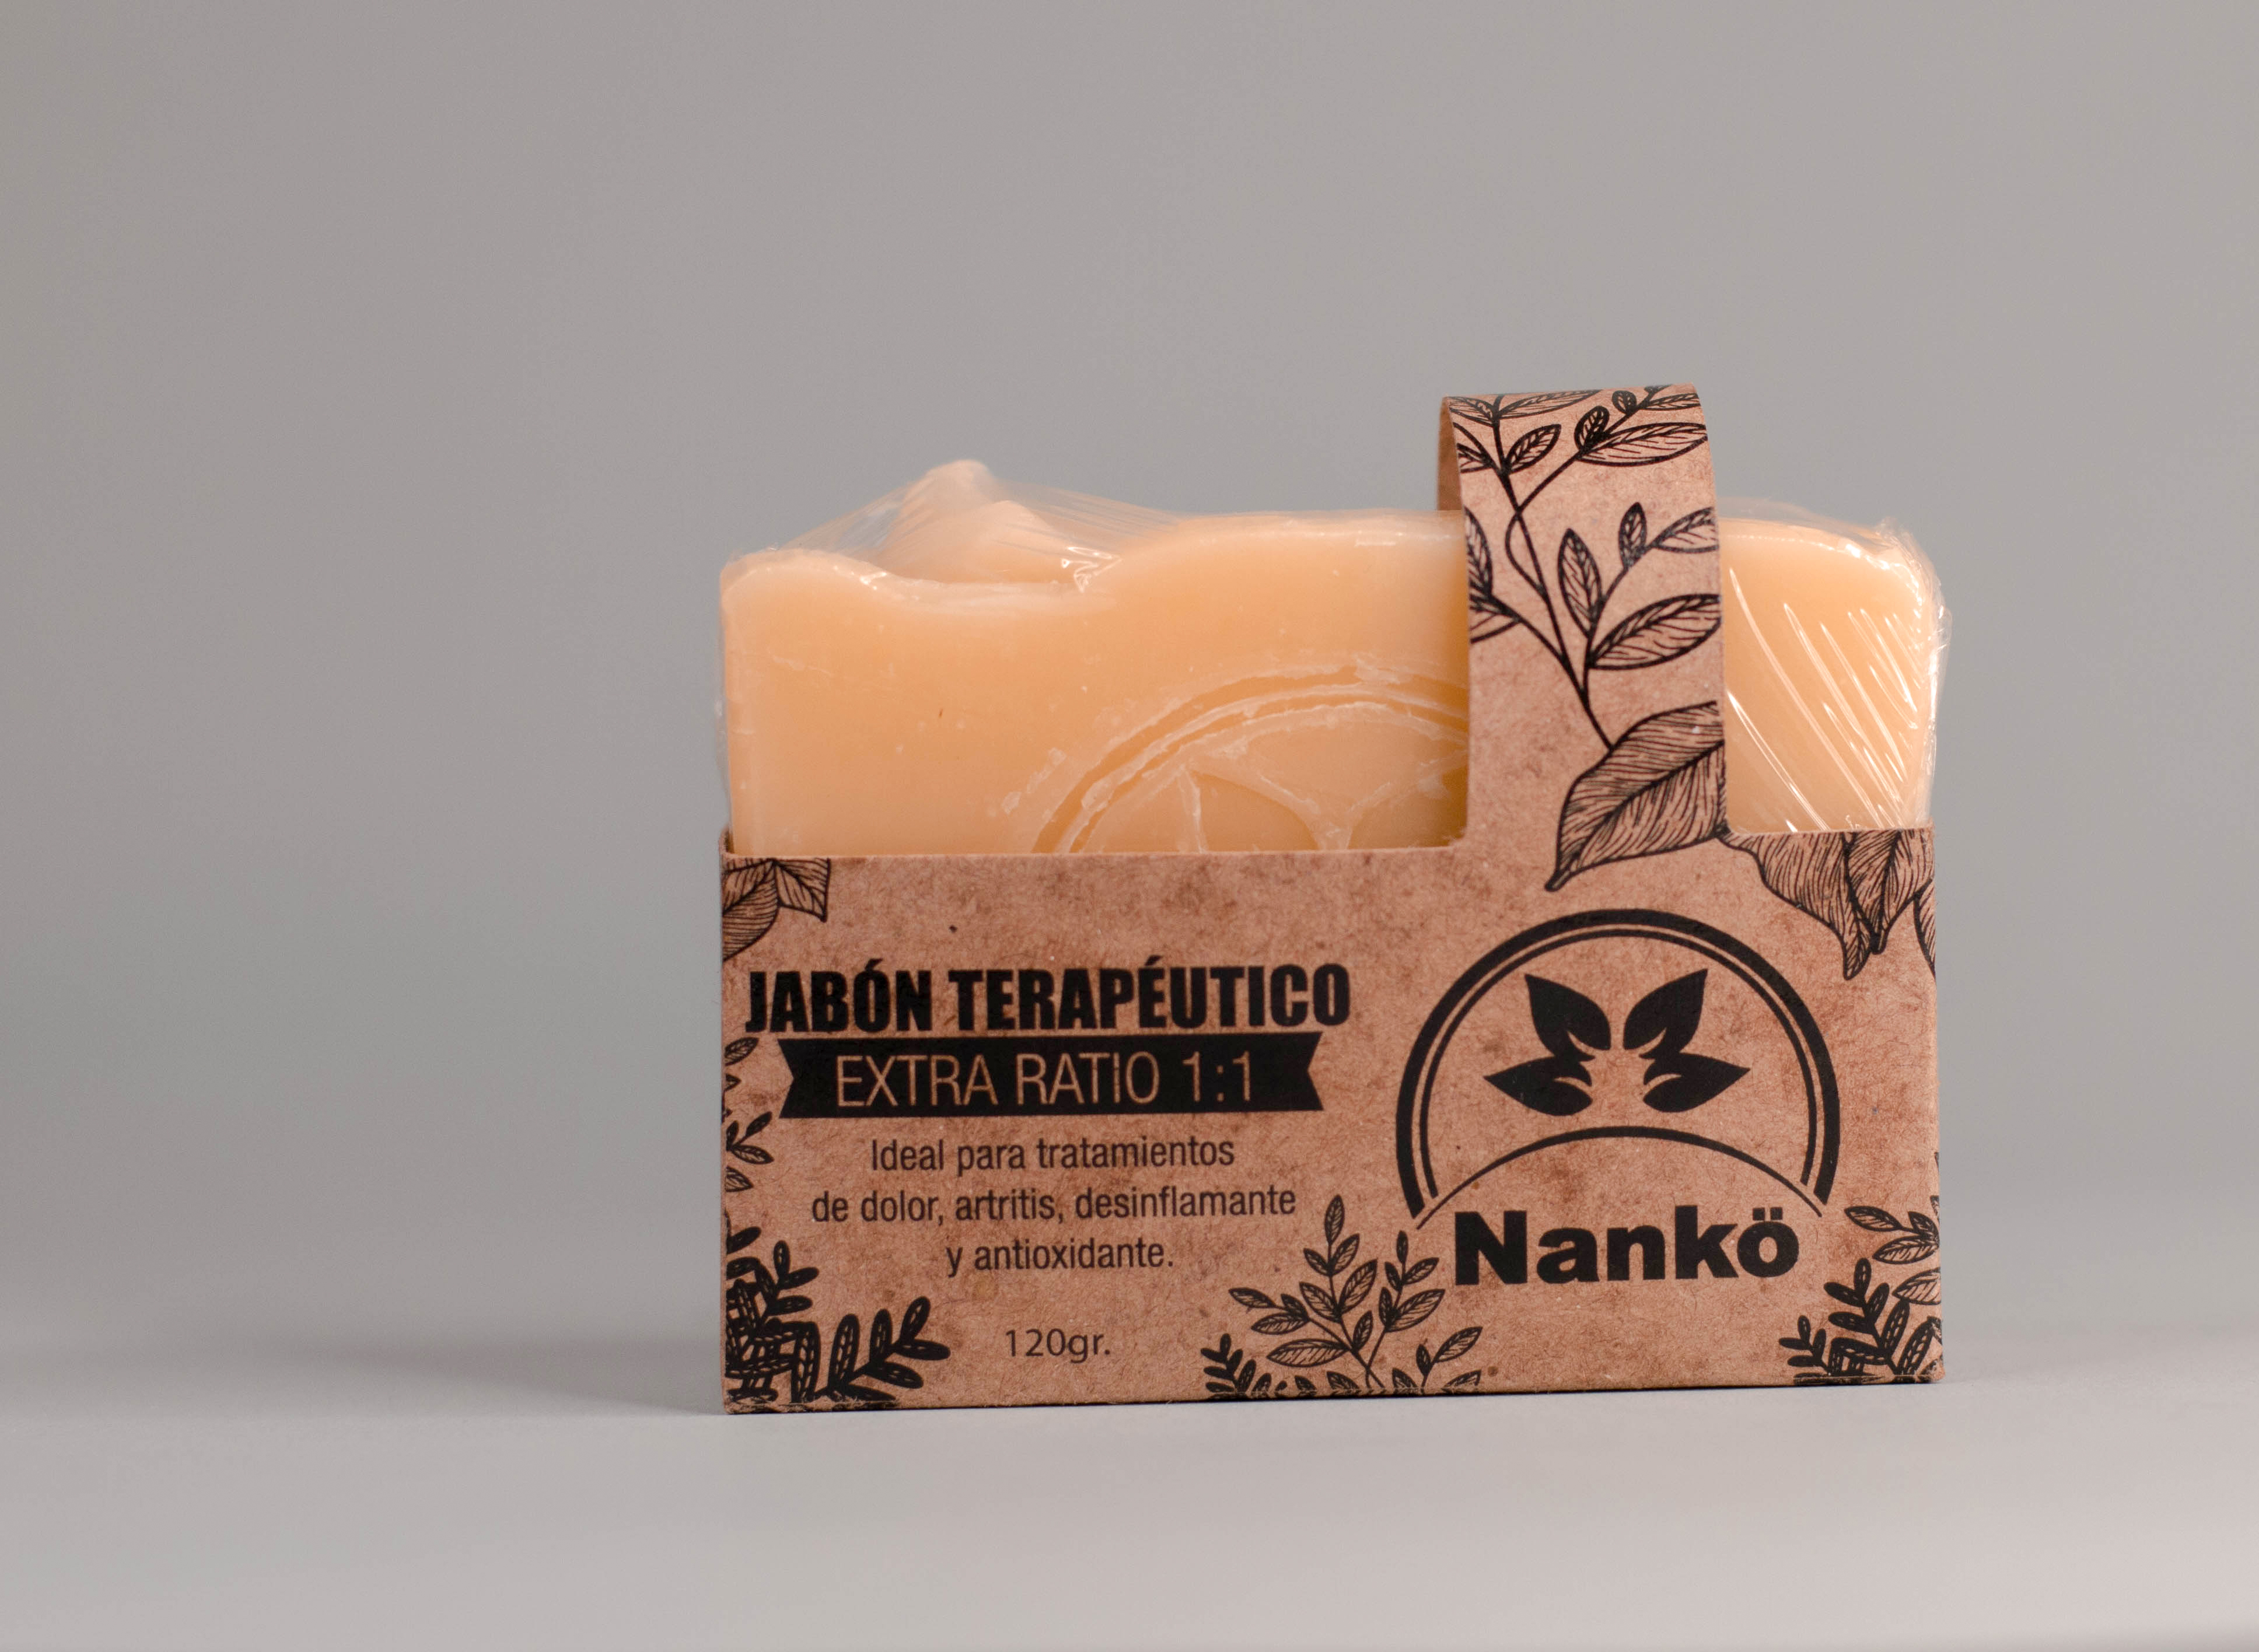 JABÓN TERAPÉUTICO
EXTRA RATIO 1:1
Ideal para tratamientos
de dolor, artritis, desinflamante
y antioxidante.
120gr.
Nankö